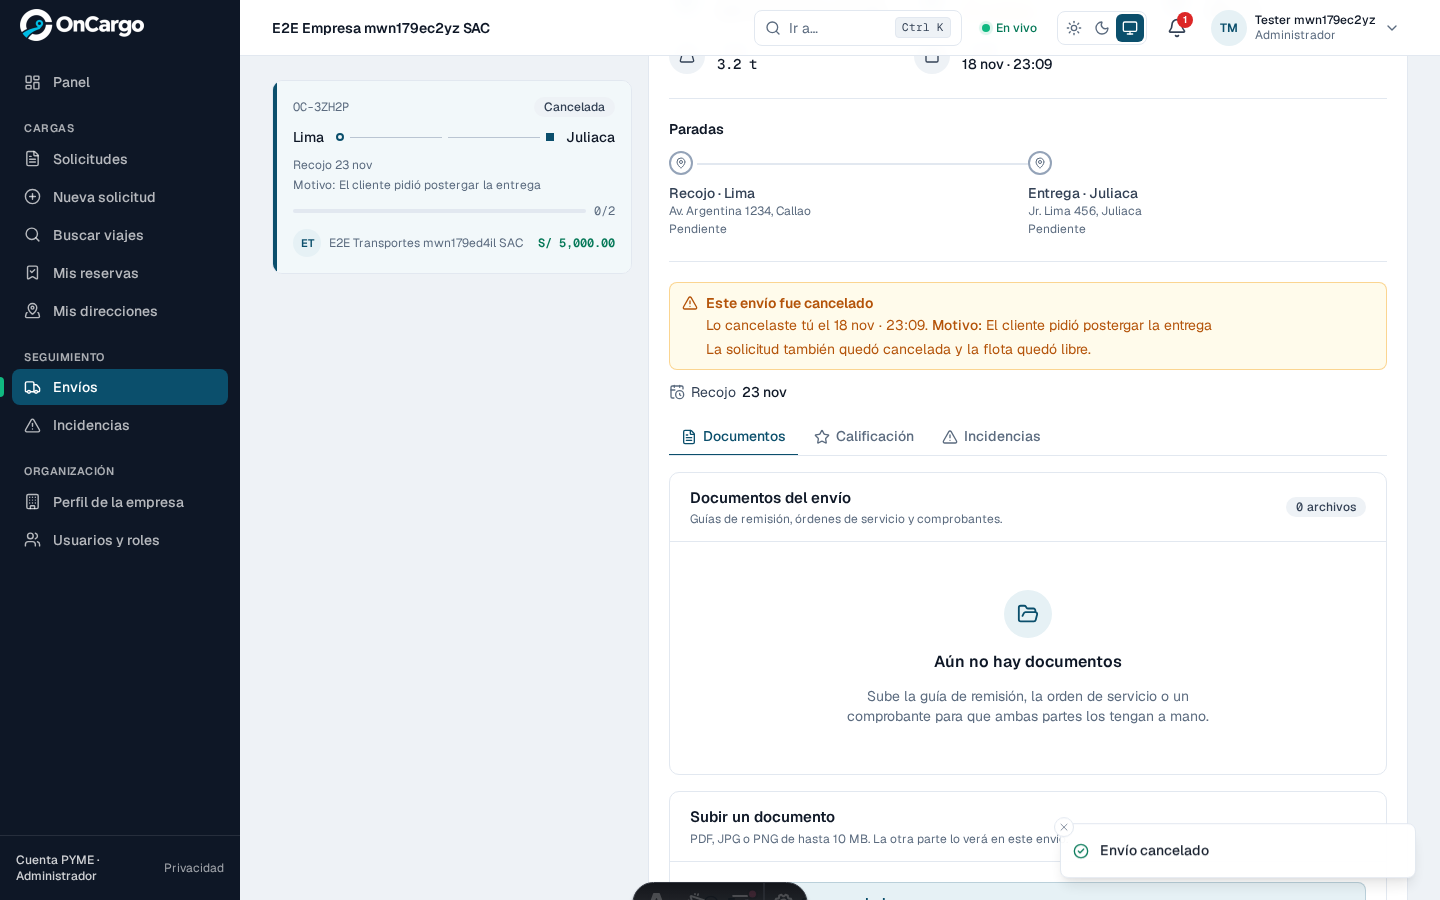 OnCargo
E2E Empresa mwn179ec2yz SAC
Ir a...
Ctrl K
En vivo
1
TM
Tester mwn179ec2yz
Administrador
Panel
CARGAS
Solicitudes
Nueva solicitud
Buscar viajes
Mis reservas
Mis direcciones
SEGUIMIENTO
Envíos
Incidencias
ORGANIZACIÓN
Perfil de la empresa
Usuarios y roles
Cuenta PYME ·
Administrador
Privacidad
OC-3ZH2P
Cancelada
Lima
Juliaca
Recojo 23 nov
Motivo: El cliente pidió postergar la entrega
0/2
ET
E2E Transportes mwn179ed4il SAC
S/ 5,000.00
3.2 t
18 nov · 23:09
Paradas
Recojo · Lima
Av. Argentina 1234, Callao
Pendiente
Entrega · Juliaca
Jr. Lima 456, Juliaca
Pendiente
Este envío fue cancelado
Lo cancelaste tú el 18 nov · 23:09. Motivo: El cliente pidió postergar la entrega
La solicitud también quedó cancelada y la flota quedó libre.
Recojo 23 nov
Documentos
Calificación
Incidencias
Documentos del envío
Guías de remisión, órdenes de servicio y comprobantes.
0 archivos
Aún no hay documentos
Sube la guía de remisión, la orden de servicio o un
comprobante para que ambas partes los tengan a mano.
Subir un documento
PDF, JPG o PNG de hasta 10 MB. La otra parte lo verá en este
Envío cancelado